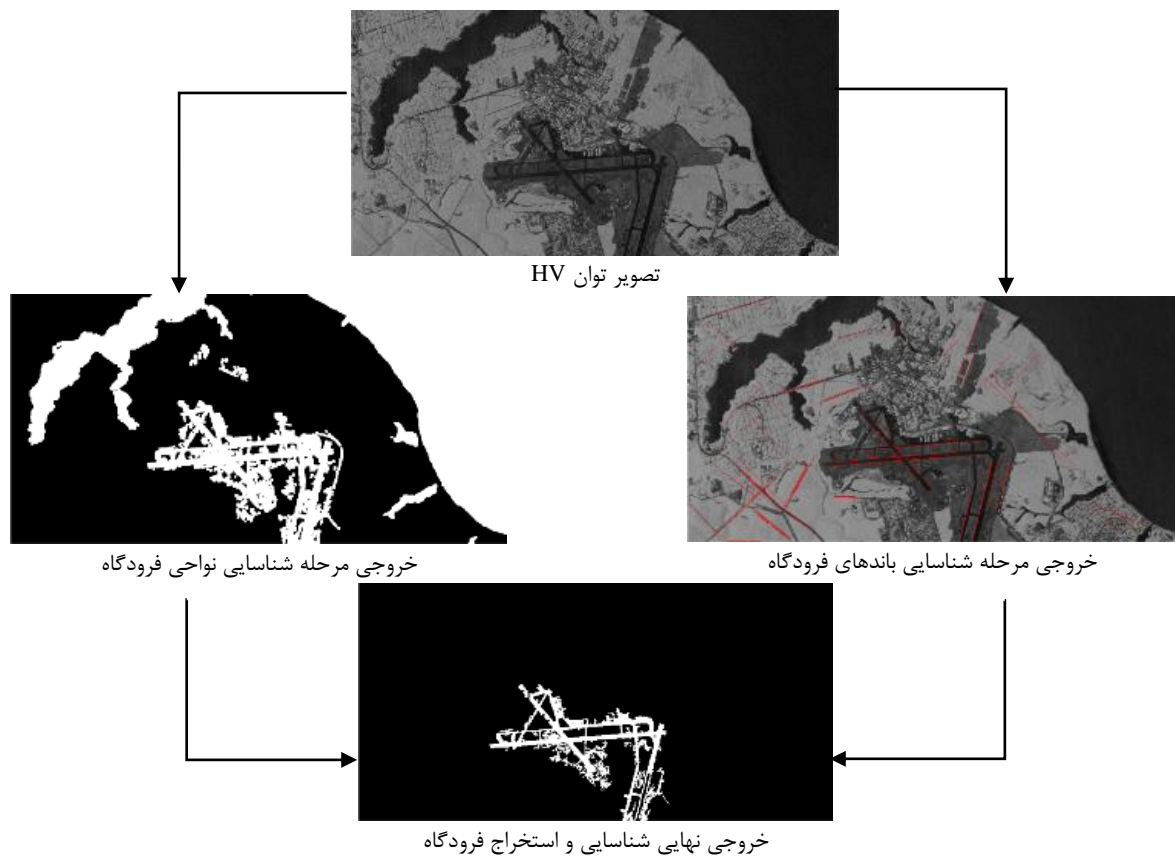 تصویر توان HV
خروجی مرحله شناسایی باندهای فرودگاه
خروجی مرحله شناسایی نواحی فرودگاه
خروجی نهایی شناسایی و استخراج فرودگاه